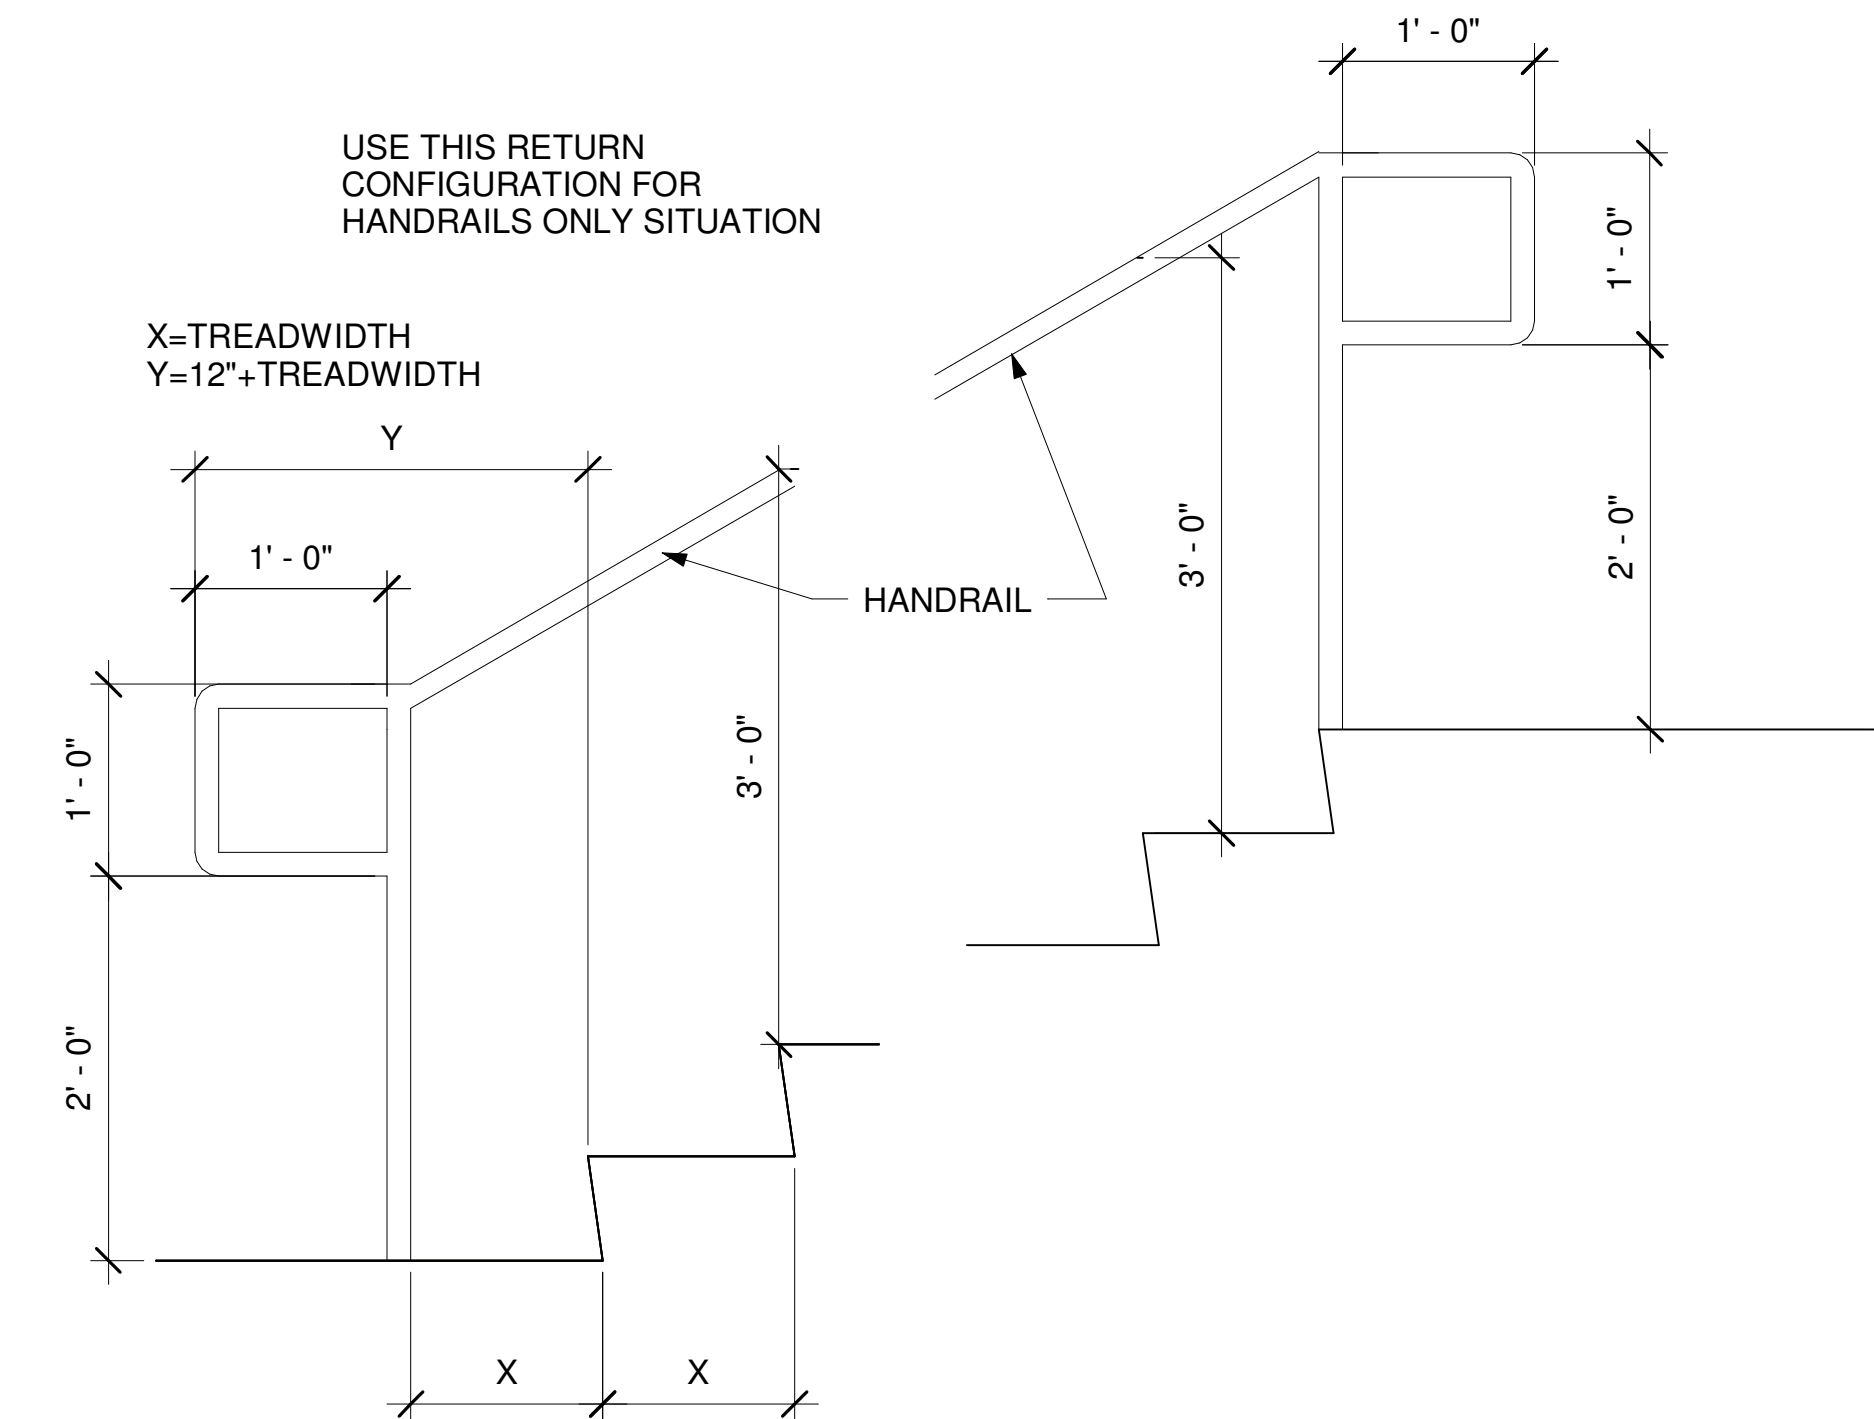 1' - 0"
USE THIS RETURN
CONFIGURATION FOR
HANDRAILS ONLY SITUATION
1' - 0"
X=TREADWIDTH
Y=12"+TREADWIDTH
Y
1' - 0"
3' - 0"
2' - 0"
HANDRAIL
1' - 0"
3' - 0"
2' - 0"
X
X